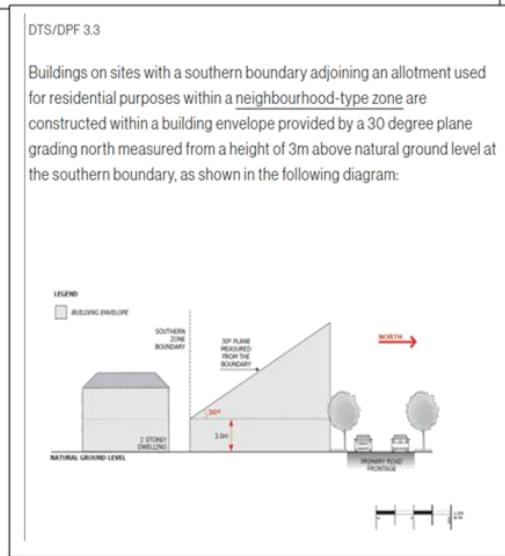 DTS/DPF 3.3
Buildings on sites with a southern boundary adjoining an allotment used
for residential purposes within a neighbourhood-type zone are
constructed within a building envelope provided by a 30 degree plane
grading north measured from a height of 3m above natural ground level at
the southern boundary, as shown in the following diagram:
LEGEND
BUILDING ENVELOPE
SOUTHERN
ZONE
BOUNDARY
30° PLANE
MEASURED
FROM THE
BOUNDARY
NORTH
30°
3.0m
2 STOREY
DWELLING
NATURAL GROUND LEVEL
PRIMARY ROAD
FRONTAGE